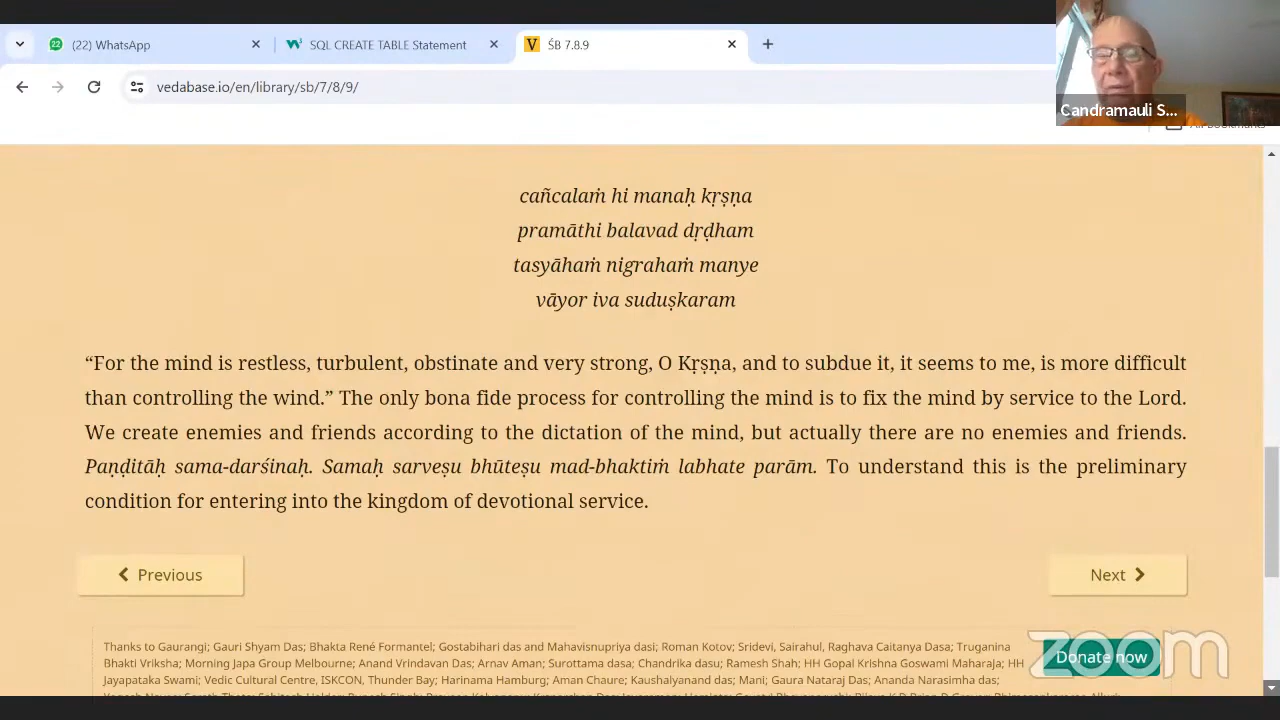 (22) WhatsApp
SQL CREATE TABLE Statement
ŚB 7.8.9
vedabase.io/en/library/sb/7/8/9/
Candramauli S...
cañcalaṁ hi manaḥ kṛṣṇa
pramāthi balavad dṛḍham
tasyāhaṁ nigrahaṁ manye
vāyor iva suduṣkaram
“For the mind is restless, turbulent, obstinate and very strong, O Kṛṣṇa, and to subdue it, it seems to me, is more difficult
than controlling the wind.” The only bona fide process for controlling the mind is to fix the mind by service to the Lord.
We create enemies and friends according to the dictation of the mind, but actually there are no enemies and friends.
Paṇḍitāḥ sama-darśinaḥ. Samaḥ sarveṣu bhūteṣu mad-bhaktiṁ labhate parām. To understand this is the preliminary
condition for entering into the kingdom of devotional service.
Previous
Next
Thanks to Gaurangi; Gauri Shyam Das; Bhakta René Formantel; Gostabihari das and Mahavisnupriya dasi; Roman Kotov; Sridevi, Sairahul, Raghava Caitanya Dasa; Truganina
Bhakti Vriksha; Morning Japa Group Melbourne; Anand Vrindavan Das; Arnav Aman; Surottama dasa; Chandrika dasu; Ramesh Shah; HH Gopal Krishna Goswami Maharaja; HH
Jayapataka Swami; Vedic Cultural Centre, ISKCON, Thunder Bay; Harinama Hamburg; Aman Chaure; Kaushalyanand das; Mani; Gaura Nataraj Das; Ananda Narasimha das;
Donate now
zoom